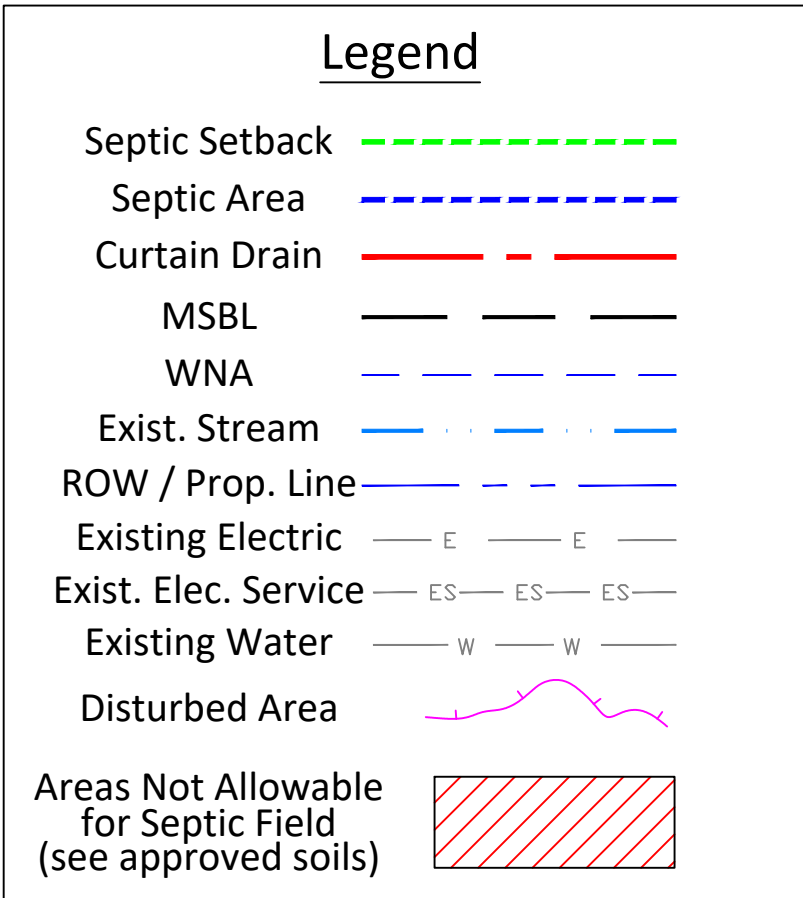 Legend
Septic Setback
Septic Area
Curtain Drain
MSBL
WNA
Exist. Stream
ROW / Prop. Line
Existing Electric E E
Exist. Elec. Service ES ES ES
Existing Water W W
Disturbed Area
Areas Not Allowable
for Septic Field
(see approved soils)